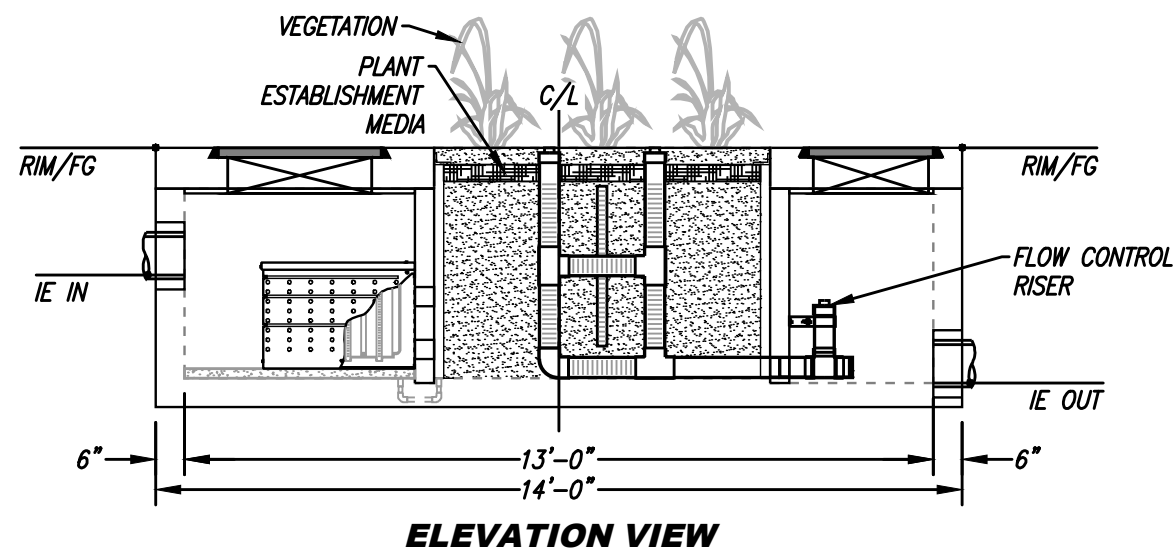 VEGETATION
PLANT
ESTABLISHMENT
MEDIA
C/L
RIM/FG
RIM/FG
IE IN
FLOW CONTROL
RISER
IE OUT
6"
13'-0"
6"
14'-0"
ELEVATION VIEW